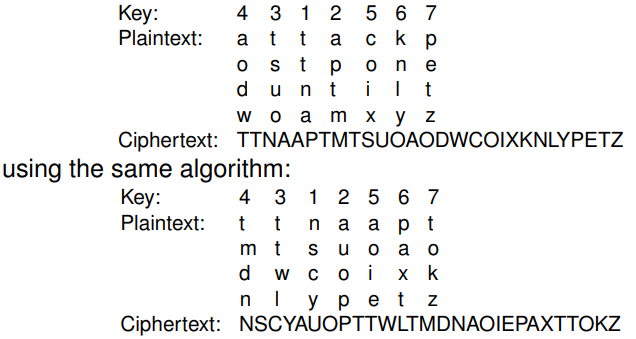 Key: 4 3 1 2 5 6 7
Plaintext: a t t a c k p
o s t p o n e
d u n t i l t
w o a m x y z
Ciphertext: TTNAAPTMTSUOAODWCOIXKNLYPETZ
using the same algorithm:
Key: 4 3 1 2 5 6 7
Plaintext: t t n a a p t
m t s u o a o
d w c o i x k
n l y p e t z
Ciphertext: NSCYAUOPTTWLTMDNAOIEPAXTTOKZ